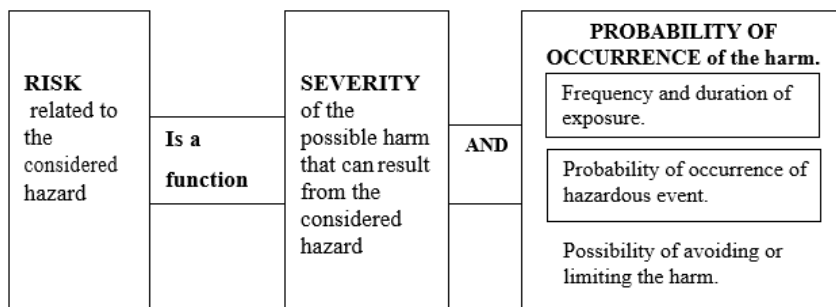 RISK
related to
the
considered
hazard
Is a
function
SEVERITY
of the
possible harm
that can result
from the
considered
hazard
AND
PROBABILITY OF
OCCURRENCE of the harm.
Frequency and duration of
exposure.
Probability of occurrence of
hazardous event.
Possibility of avoiding or
limiting the harm.